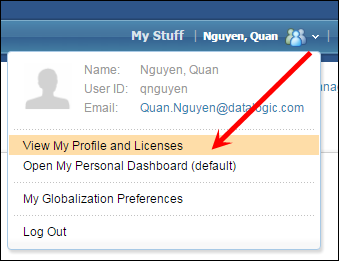 My Stuff | Nguyen, Quan
Name: Nguyen, Quan
User ID: qnguyen
Email: Quan.Nguyen@datalogic.com
View My Profile and Licenses
Open My Personal Dashboard (default)
My Globalization Preferences
Log Out